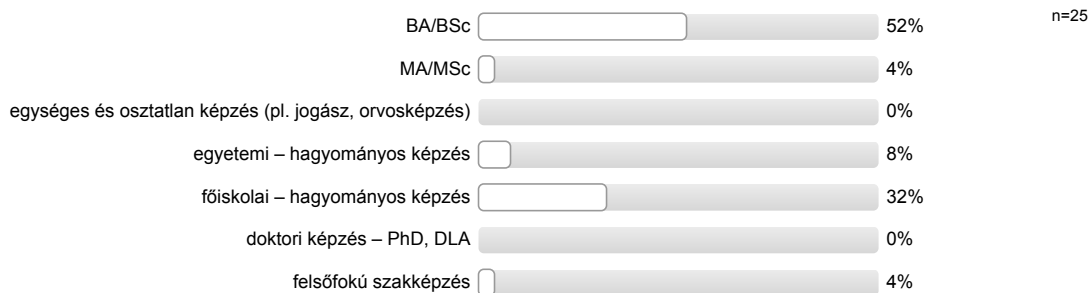 BA/BSc 52% n=25
MA/MSc 4%
egységes és osztatlan képzés (pl. jogász, orvosképzés) 0%
egyetemi – hagyományos képzés 8%
főiskolai – hagyományos képzés 32%
doktori képzés – PhD, DLA 0%
felsőfokú szakképzés 4%